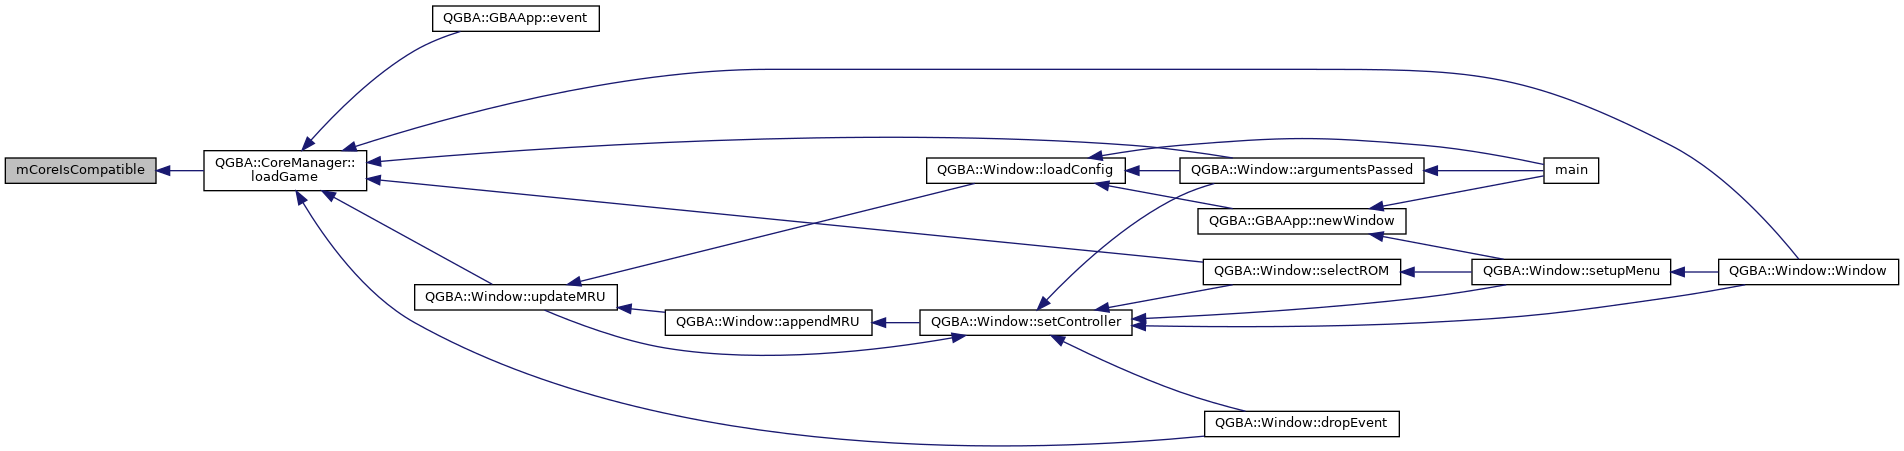 QGBA::GBAApp::event
mCoreIsCompatible
QGBA::CoreManager::
loadGame
QGBA::Window::loadConfig
QGBA::Window::argumentsPassed
main
QGBA::GBAApp::newWindow
QGBA::Window::selectROM
QGBA::Window::setupMenu
QGBA::Window::Window
QGBA::Window::updateMRU
QGBA::Window::appendMRU
QGBA::Window::setController
QGBA::Window::dropEvent